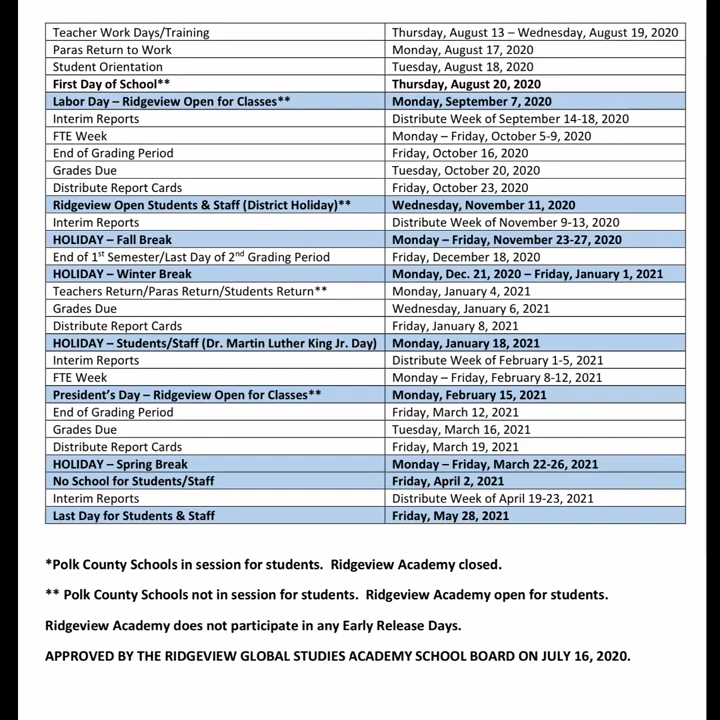 Teacher Work Days/Training Thursday, August 13 – Wednesday, August 19, 2020
Paras Return to Work Monday, August 17, 2020
Student Orientation Tuesday, August 18, 2020
First Day of School** Thursday, August 20, 2020
Labor Day – Ridgeview Open for Classes** Monday, September 7, 2020
Interim Reports Distribute Week of September 14-18, 2020
FTE Week Monday – Friday, October 5-9, 2020
End of Grading Period Friday, October 16, 2020
Grades Due Tuesday, October 20, 2020
Distribute Report Cards Friday, October 23, 2020
Ridgeview Open Students & Staff (District Holiday)** Wednesday, November 11, 2020
Interim Reports Distribute Week of November 9-13, 2020
HOLIDAY – Fall Break Monday – Friday, November 23-27, 2020
End of 1st Semester/Last Day of 2nd Grading Period Friday, December 18, 2020
HOLIDAY – Winter Break Monday, Dec. 21, 2020 – Friday, January 1, 2021
Teachers Return/Paras Return/Students Return** Monday, January 4, 2021
Grades Due Wednesday, January 6, 2021
Distribute Report Cards Friday, January 8, 2021
HOLIDAY – Students/Staff (Dr. Martin Luther King Jr. Day) Monday, January 18, 2021
Interim Reports Distribute Week of February 1-5, 2021
FTE Week Monday – Friday, February 8-12, 2021
President's Day – Ridgeview Open for Classes** Monday, February 15, 2021
End of Grading Period Friday, March 12, 2021
Grades Due Tuesday, March 16, 2021
Distribute Report Cards Friday, March 19, 2021
HOLIDAY – Spring Break Monday – Friday, March 22-26, 2021
No School for Students/Staff Friday, April 2, 2021
Interim Reports Distribute Week of April 19-23, 2021
Last Day for Students & Staff Friday, May 28, 2021
*Polk County Schools in session for students. Ridgeview Academy closed.
** Polk County Schools not in session for students. Ridgeview Academy open for students.
Ridgeview Academy does not participate in any Early Release Days.
APPROVED BY THE RIDGEVIEW GLOBAL STUDIES ACADEMY SCHOOL BOARD ON JULY 16, 2020.